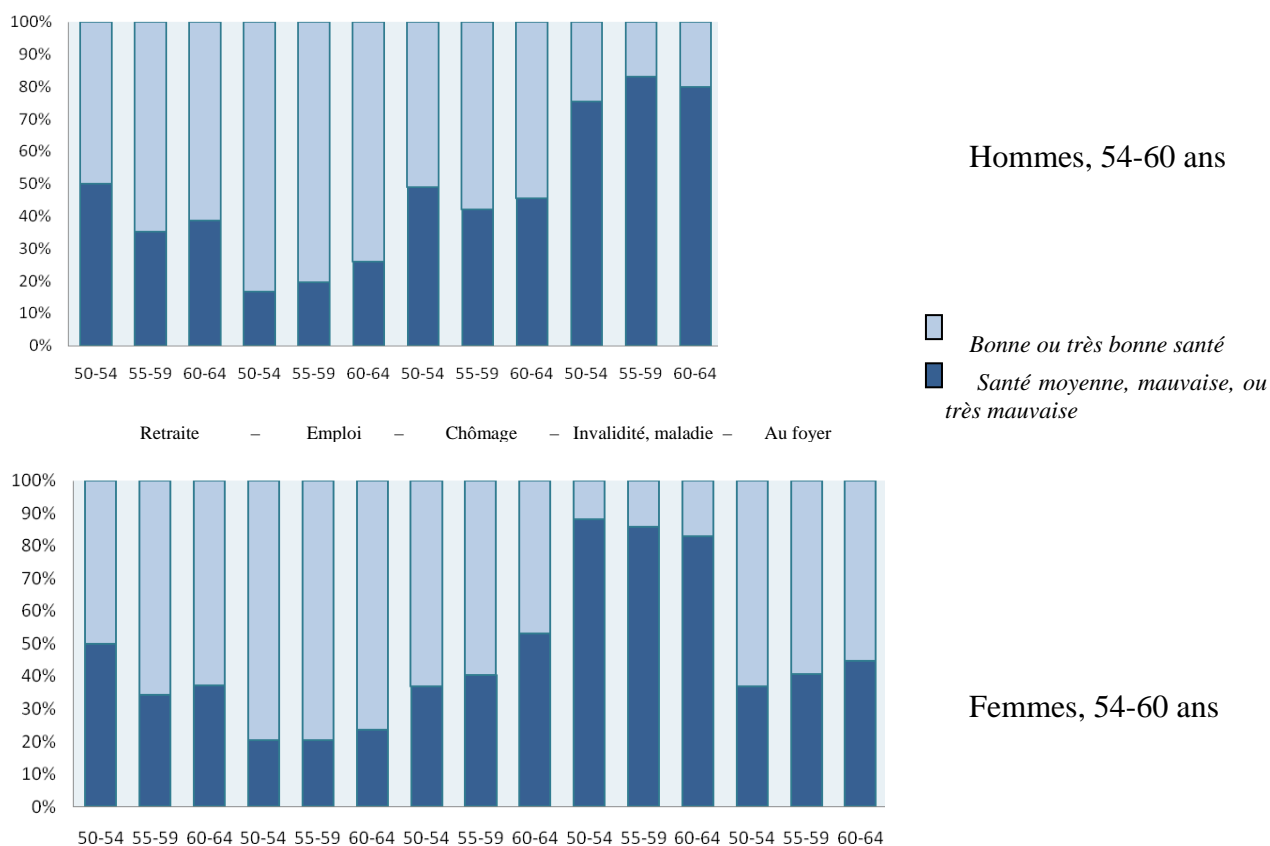 100%
90%
80%
70%
60%
50%
40%
30%
20%
10%
0%
50-54 55-59 60-64 50-54 55-59 60-64 50-54 55-59 60-64 50-54 55-59 60-64
Hommes, 54-60 ans
Bonne ou très bonne santé
Santé moyenne, mauvaise, ou
très mauvaise
Retraite – Emploi – Chômage – Invalidité, maladie – Au foyer
100%
90%
80%
70%
60%
50%
40%
30%
20%
10%
0%
50-54 55-59 60-64 50-54 55-59 60-64 50-54 55-59 60-64 50-54 55-59 60-64 50-54 55-59 60-64
Femmes, 54-60 ans